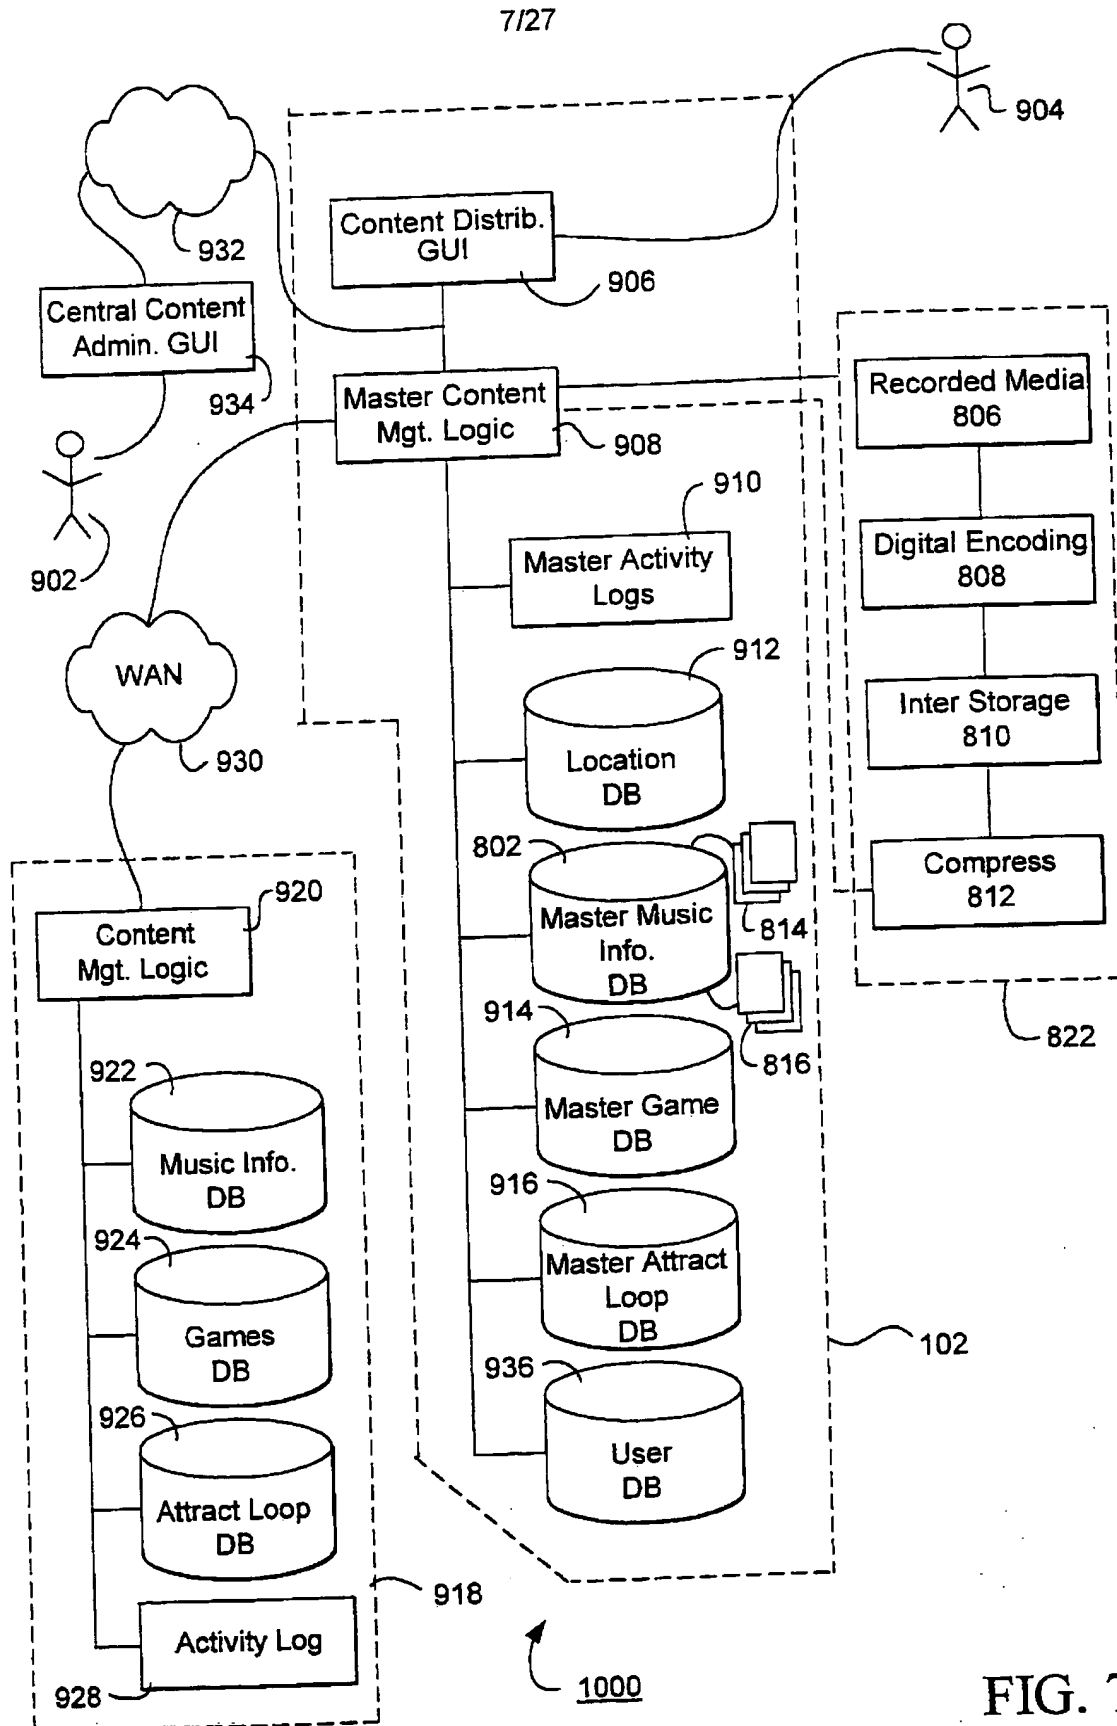 7/27
904
932
Content Distrib.
GUI
906
Central Content
Admin. GUI
934
Master Content
Mgt. Logic
908
Recorded Media
806
902
910
Master Activity
Logs
Digital Encoding
808
912
WAN
930
Location
DB
Inter Storage
810
802
Master Music
Info.
DB
814
Compress
812
920
Content
Mgt. Logic
914
816
822
Master Game
DB
922
Music Info.
DB
916
Master Attract
Loop
DB
924
Games
DB
102
936
User
DB
926
Attract Loop
DB
918
Activity Log
928
1000
FIG.